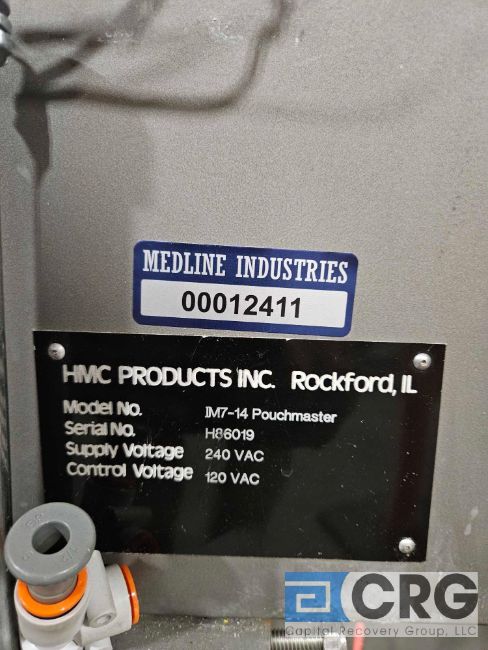 MEDLINE INDUSTRIES
00012411
HMC PRODUCTS INC. Rockford, IL
Model No. IM7-14 Pouchmaster
Serial No. H86019
Supply Voltage 240 VAC
Control Voltage 120 VAC
CRG
Capital Recovery Group, LLC